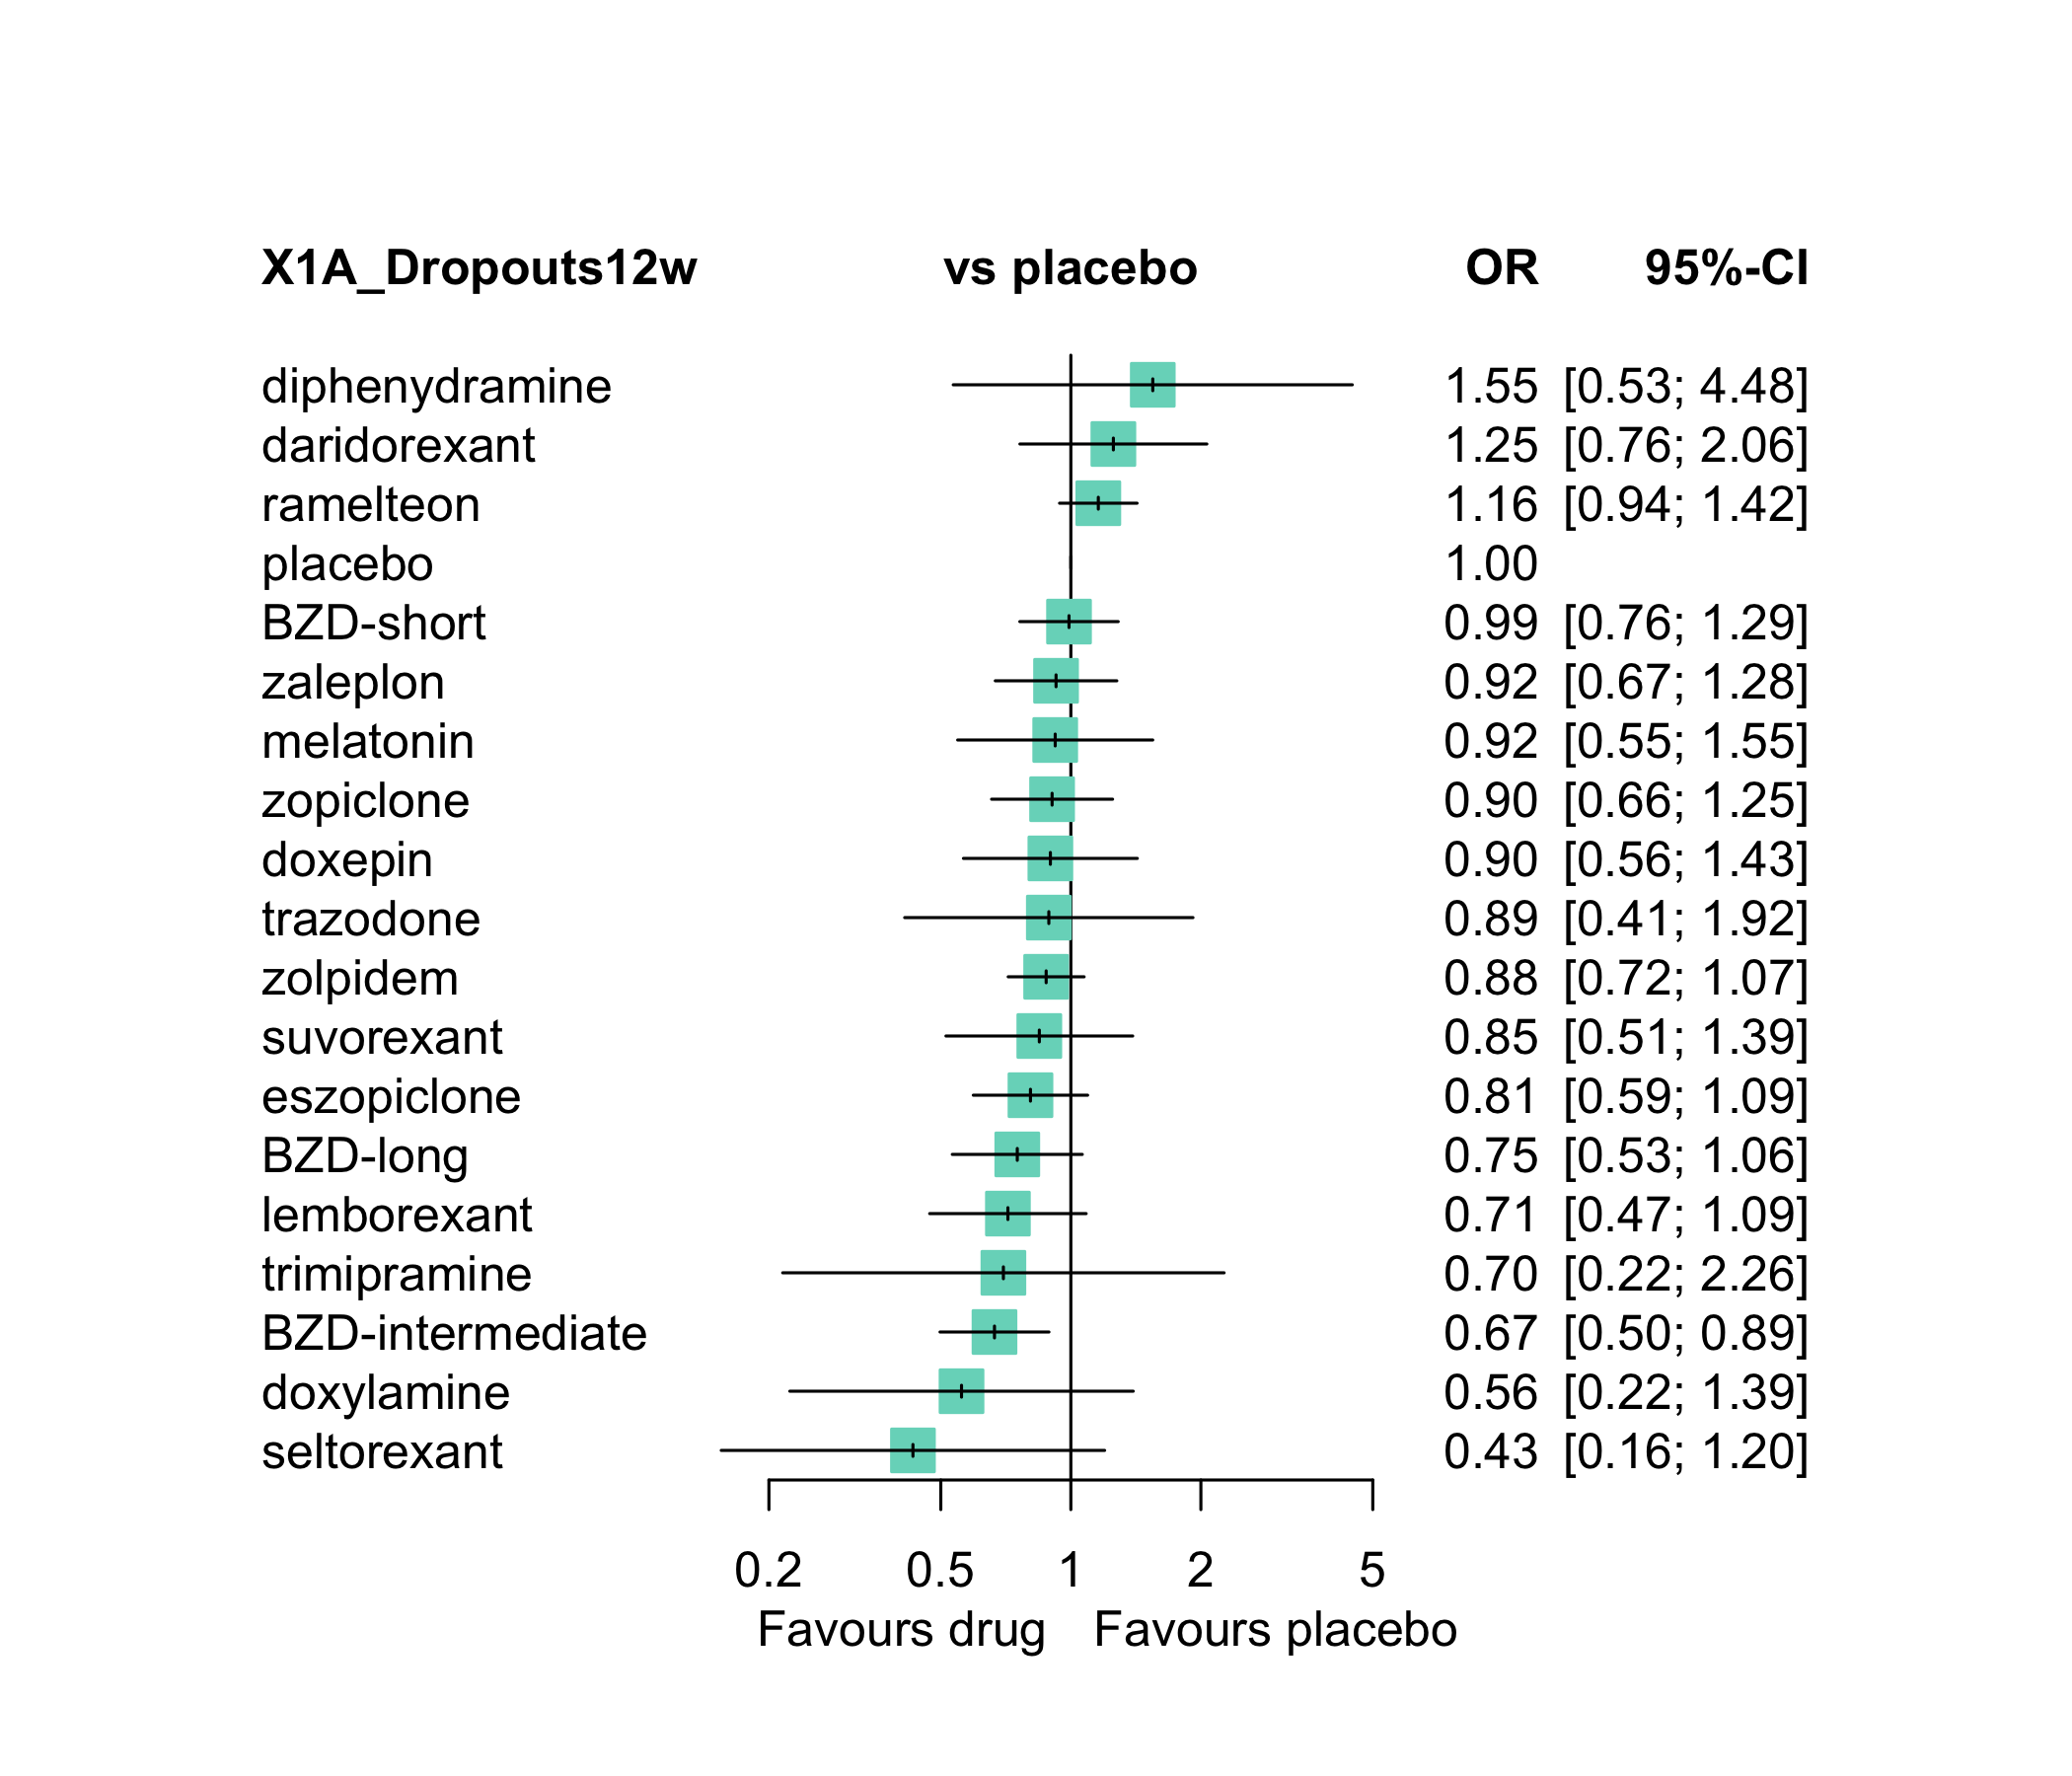 X1A_Dropouts12w vs placebo OR 95%-CI
diphenydramine 1.55 [0.53; 4.48]
daridorexant 1.25 [0.76; 2.06]
ramelteon 1.16 [0.94; 1.42]
placebo 1.00
BZD-short 0.99 [0.76; 1.29]
zaleplon 0.92 [0.67; 1.28]
melatonin 0.92 [0.55; 1.55]
zopiclone 0.90 [0.66; 1.25]
doxepin 0.90 [0.56; 1.43]
trazodone 0.89 [0.41; 1.92]
zolpidem 0.88 [0.72; 1.07]
suvorexant 0.85 [0.51; 1.39]
eszopiclone 0.81 [0.59; 1.09]
BZD-long 0.75 [0.53; 1.06]
lemborexant 0.71 [0.47; 1.09]
trimipramine 0.70 [0.22; 2.26]
BZD-intermediate 0.67 [0.50; 0.89]
doxylamine 0.56 [0.22; 1.39]
seltorexant 0.43 [0.16; 1.20]
0.2 0.5 1 2 5
Favours drug Favours placebo